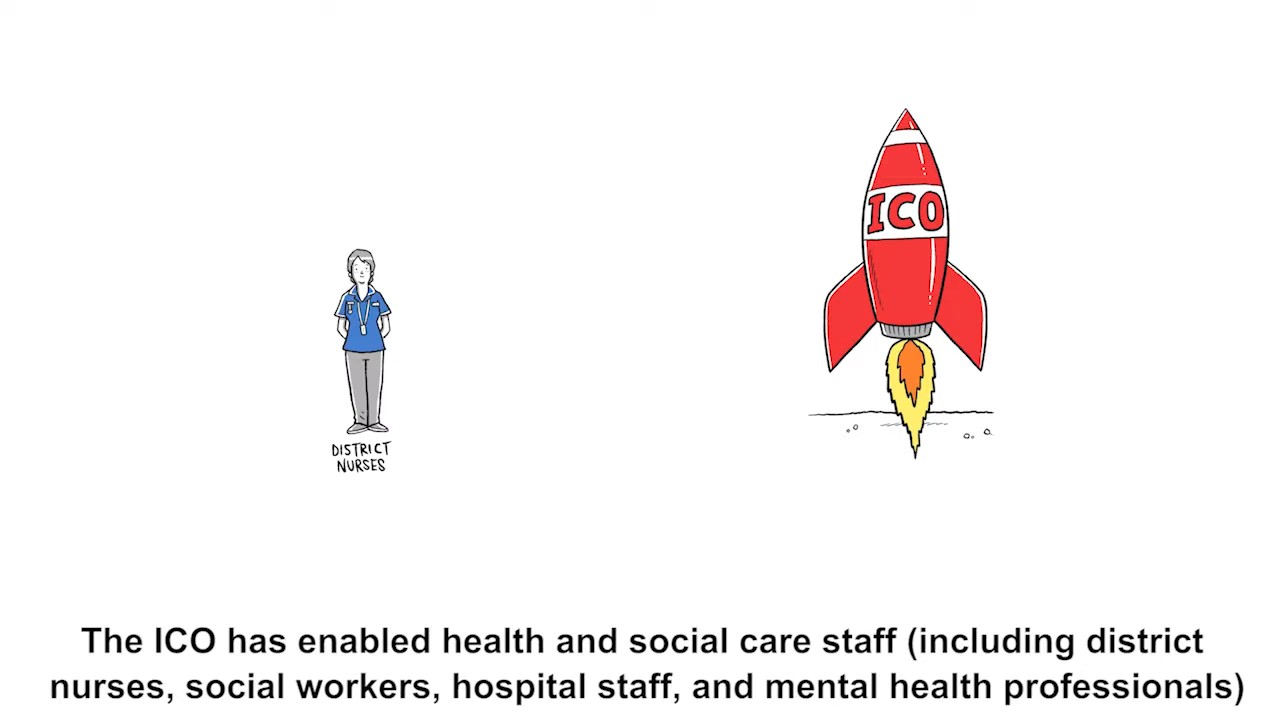 ICO
DISTRICT
NURSES
The ICO has enabled health and social care staff (including district
nurses, social workers, hospital staff, and mental health professionals)